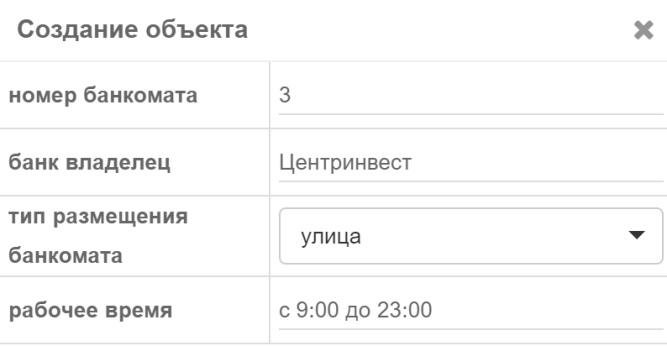 Создание объекта
номер банкомата 3
банк владелец Центринвест
тип размещения
банкомата
улица
рабочее время с 9:00 до 23:00